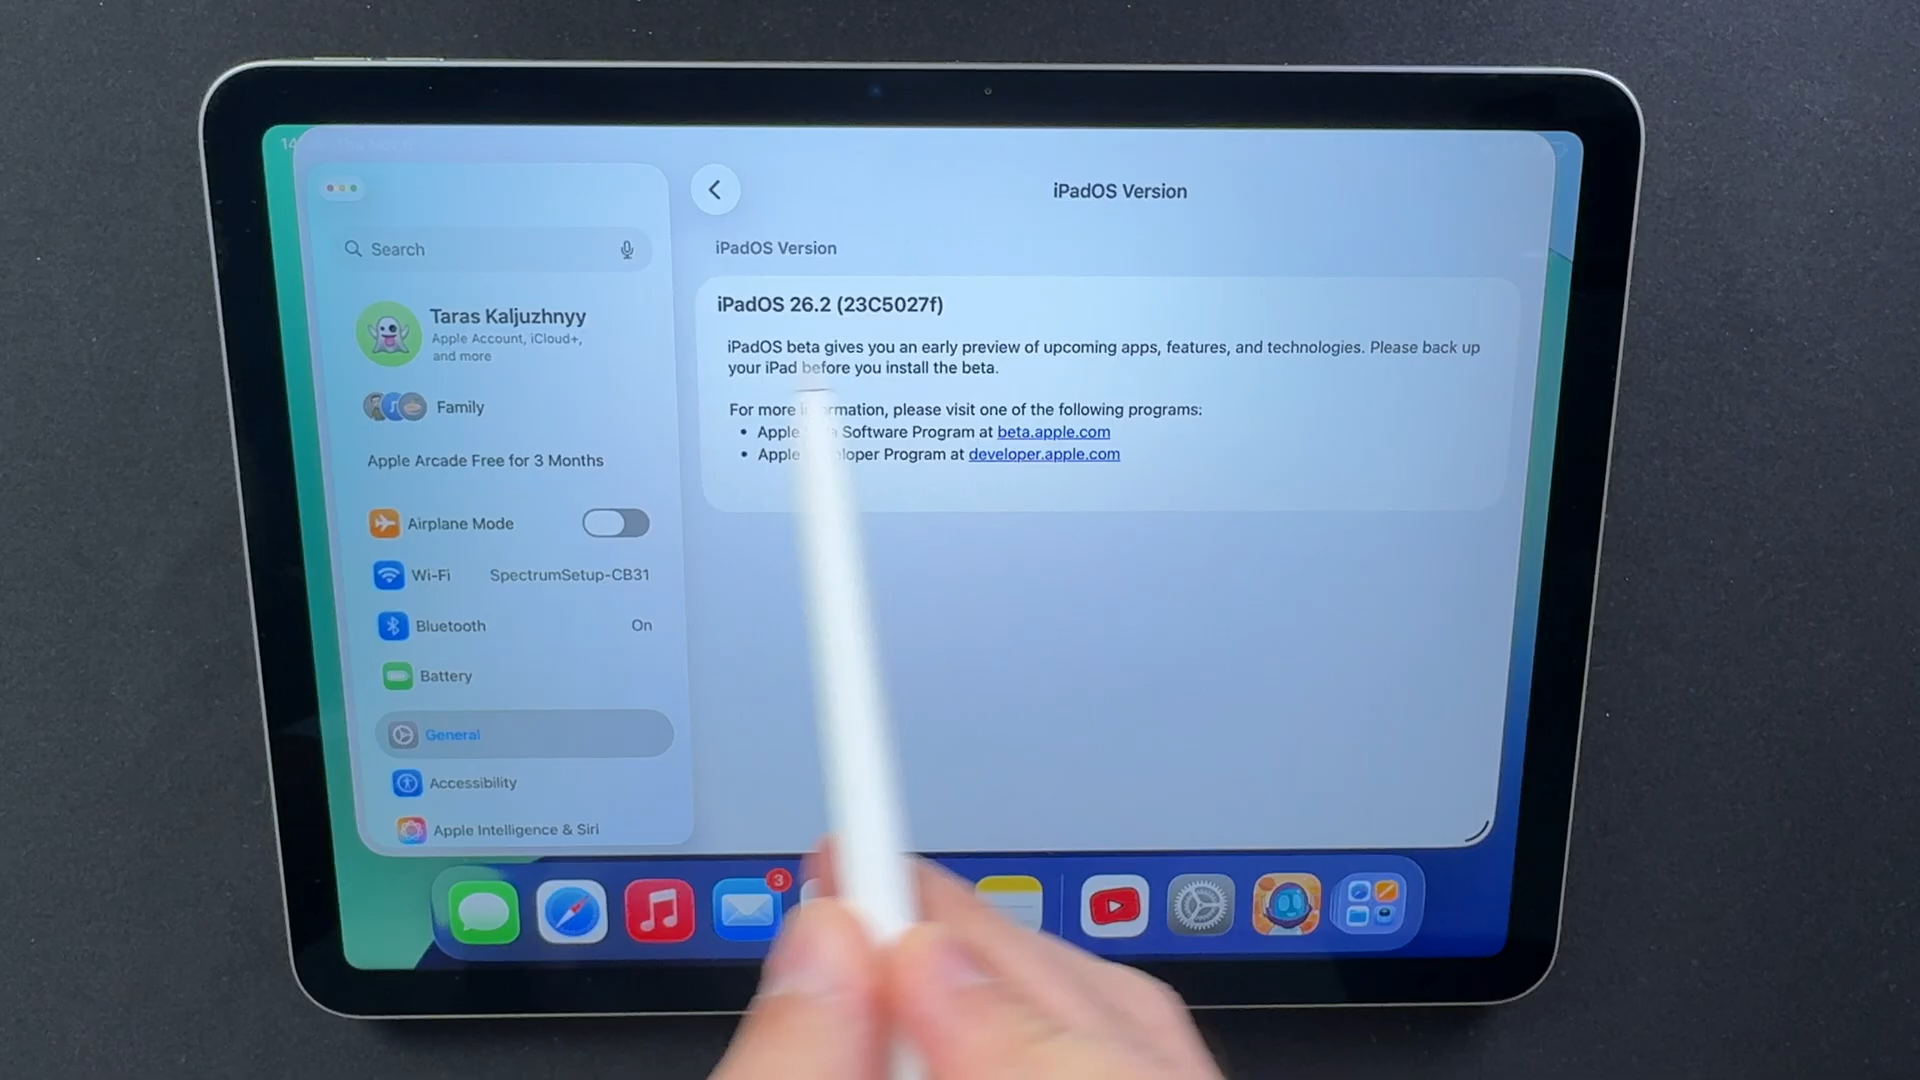 14
iPadOS Version
Search
iPadOS Version
iPadOS 26.2 (23C5027f)
Taras Kaljuzhnyy
Apple Account, iCloud+,
and more
iPadOS beta gives you an early preview of upcoming apps, features, and technologies. Please back up
your iPad before you install the beta.
Family
For more information, please visit one of the following programs:
• Apple Software Program at beta.apple.com
• Apple Program at developer.apple.com
Apple Arcade Free for 3 Months
Airplane Mode
Wi-Fi SpectrumSetup-CB31
Bluetooth On
Battery
General
Accessibility
Apple Intelligence & Siri
3